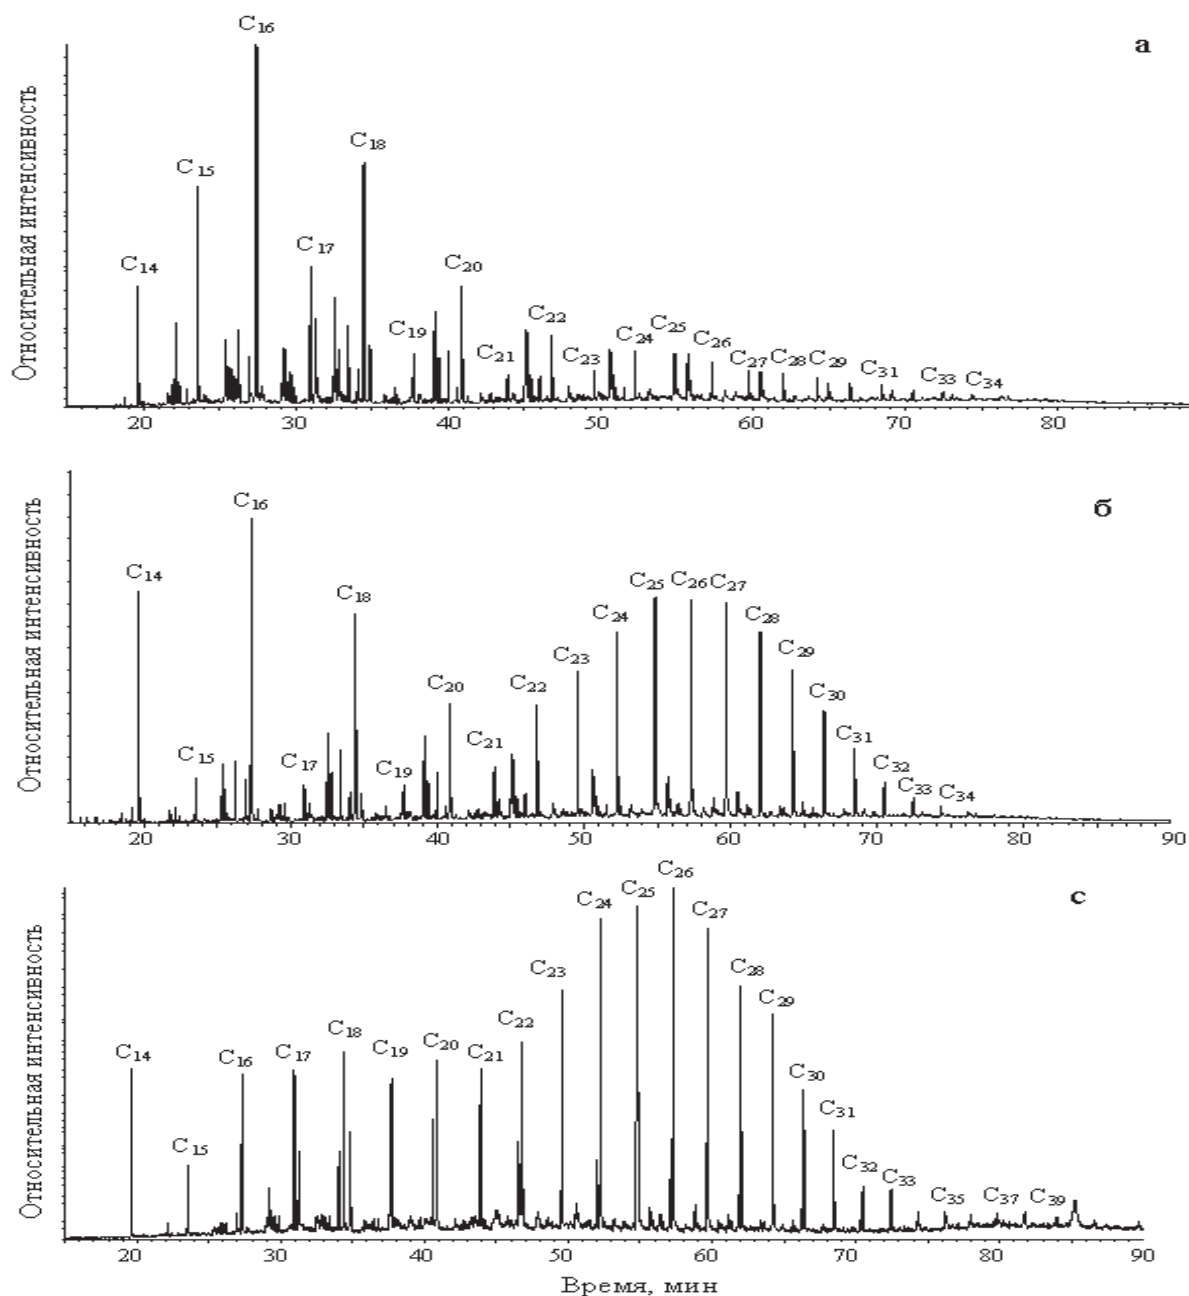 а
Относительная интенсивность
C16
C15
C18
C14
C17
C20
C19
C21
C22
C23
C24
C25
C26
C27
C28
C29
C31
C33
C34
20 30 40 50 60 70 80
б
Относительная интенсивность
C16
C14
C15
C17
C18
C19
C20
C21
C22
C23
C24
C25
C26
C27
C28
C29
C30
C31
C32
C33
C34
20 30 40 50 60 70 80 90
с
Относительная интенсивность
C14
C15
C16
C17
C18
C19
C20
C21
C22
C23
C24
C25
C26
C27
C28
C29
C30
C31
C32
C33
C35
C37
C39
20 30 40 50 60 70 80 90
Время, мин